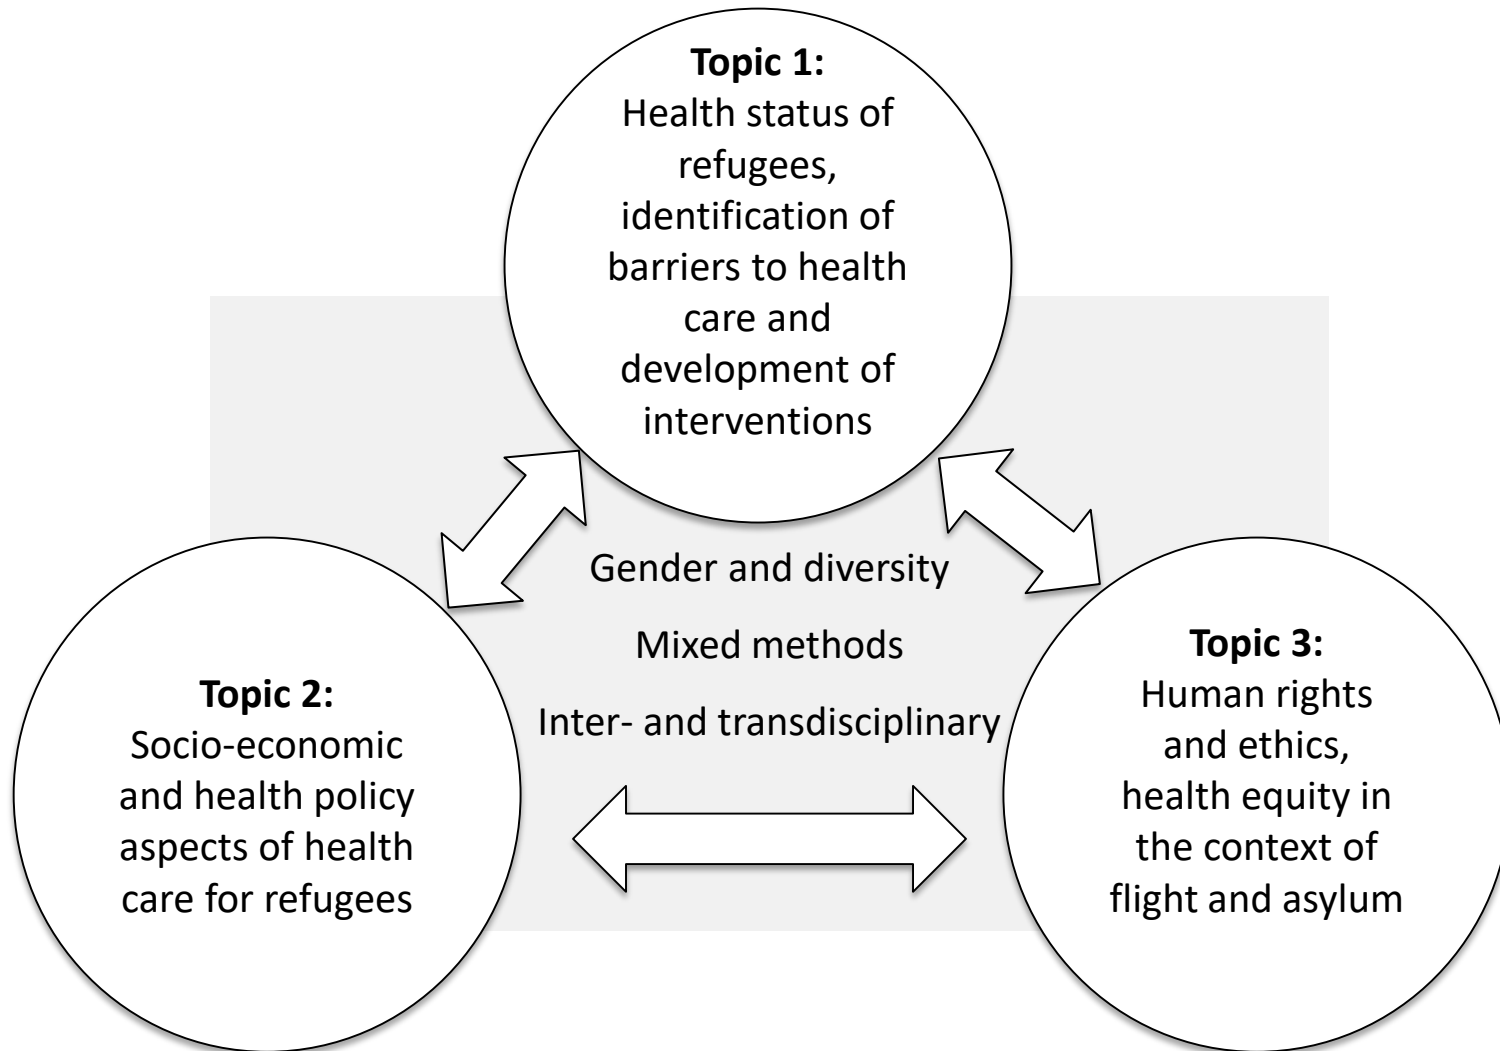 Topic 1:
Health status of
refugees,
identification of
barriers to health
care and
development of
interventions
Gender and diversity
Mixed methods
Inter- and transdisciplinary
Topic 2:
Socio-economic
and health policy
aspects of health
care for refugees
Topic 3:
Human rights
and ethics,
health equity in
the context of
flight and asylum